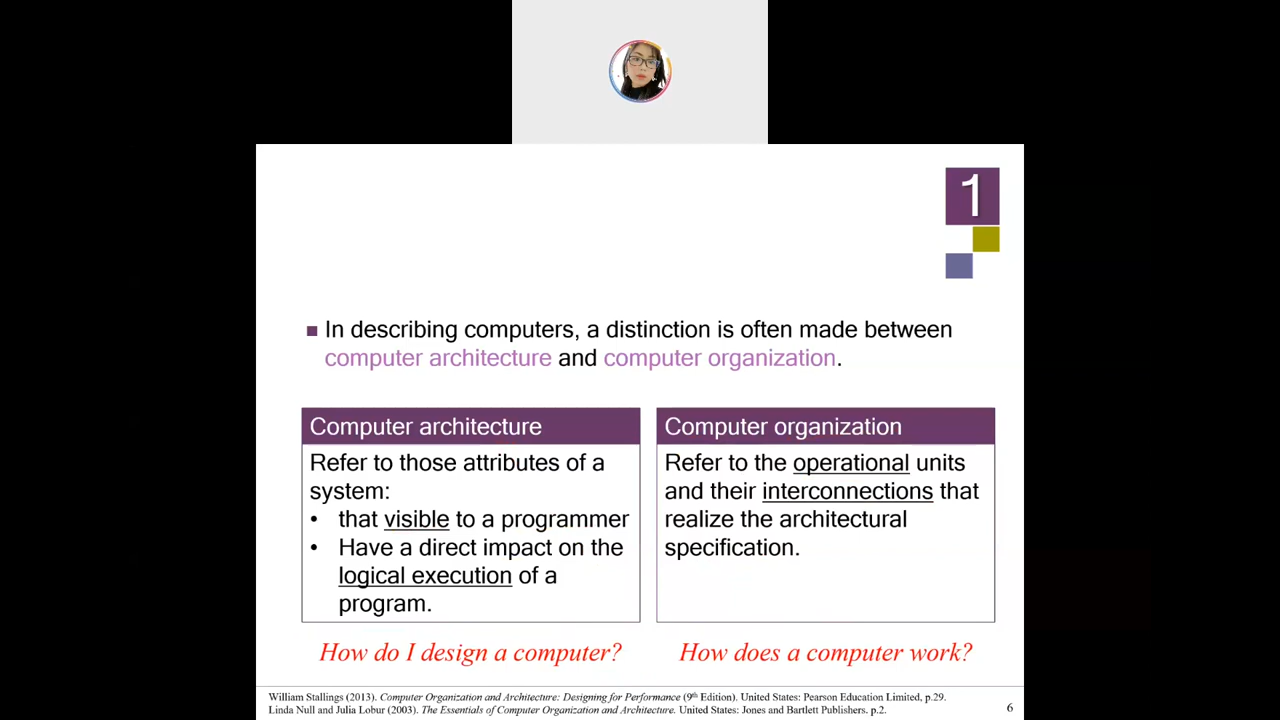 1
In describing computers, a distinction is often made between
computer architecture and computer organization.
Computer architecture
Refer to those attributes of a
system:
• that visible to a programmer
• Have a direct impact on the
logical execution of a
program.
Computer organization
Refer to the operational units
and their interconnections that
realize the architectural
specification.
How do I design a computer?
How does a computer work?
William Stallings (2013). Computer Organization and Architecture: Designing for Performance (9th Edition). United States: Pearson Education Limited, p.29.
Linda Null and Julia Lobur (2003). The Essentials of Computer Organization and Architecture. United States: Jones and Bartlett Publishers. p.2.
6